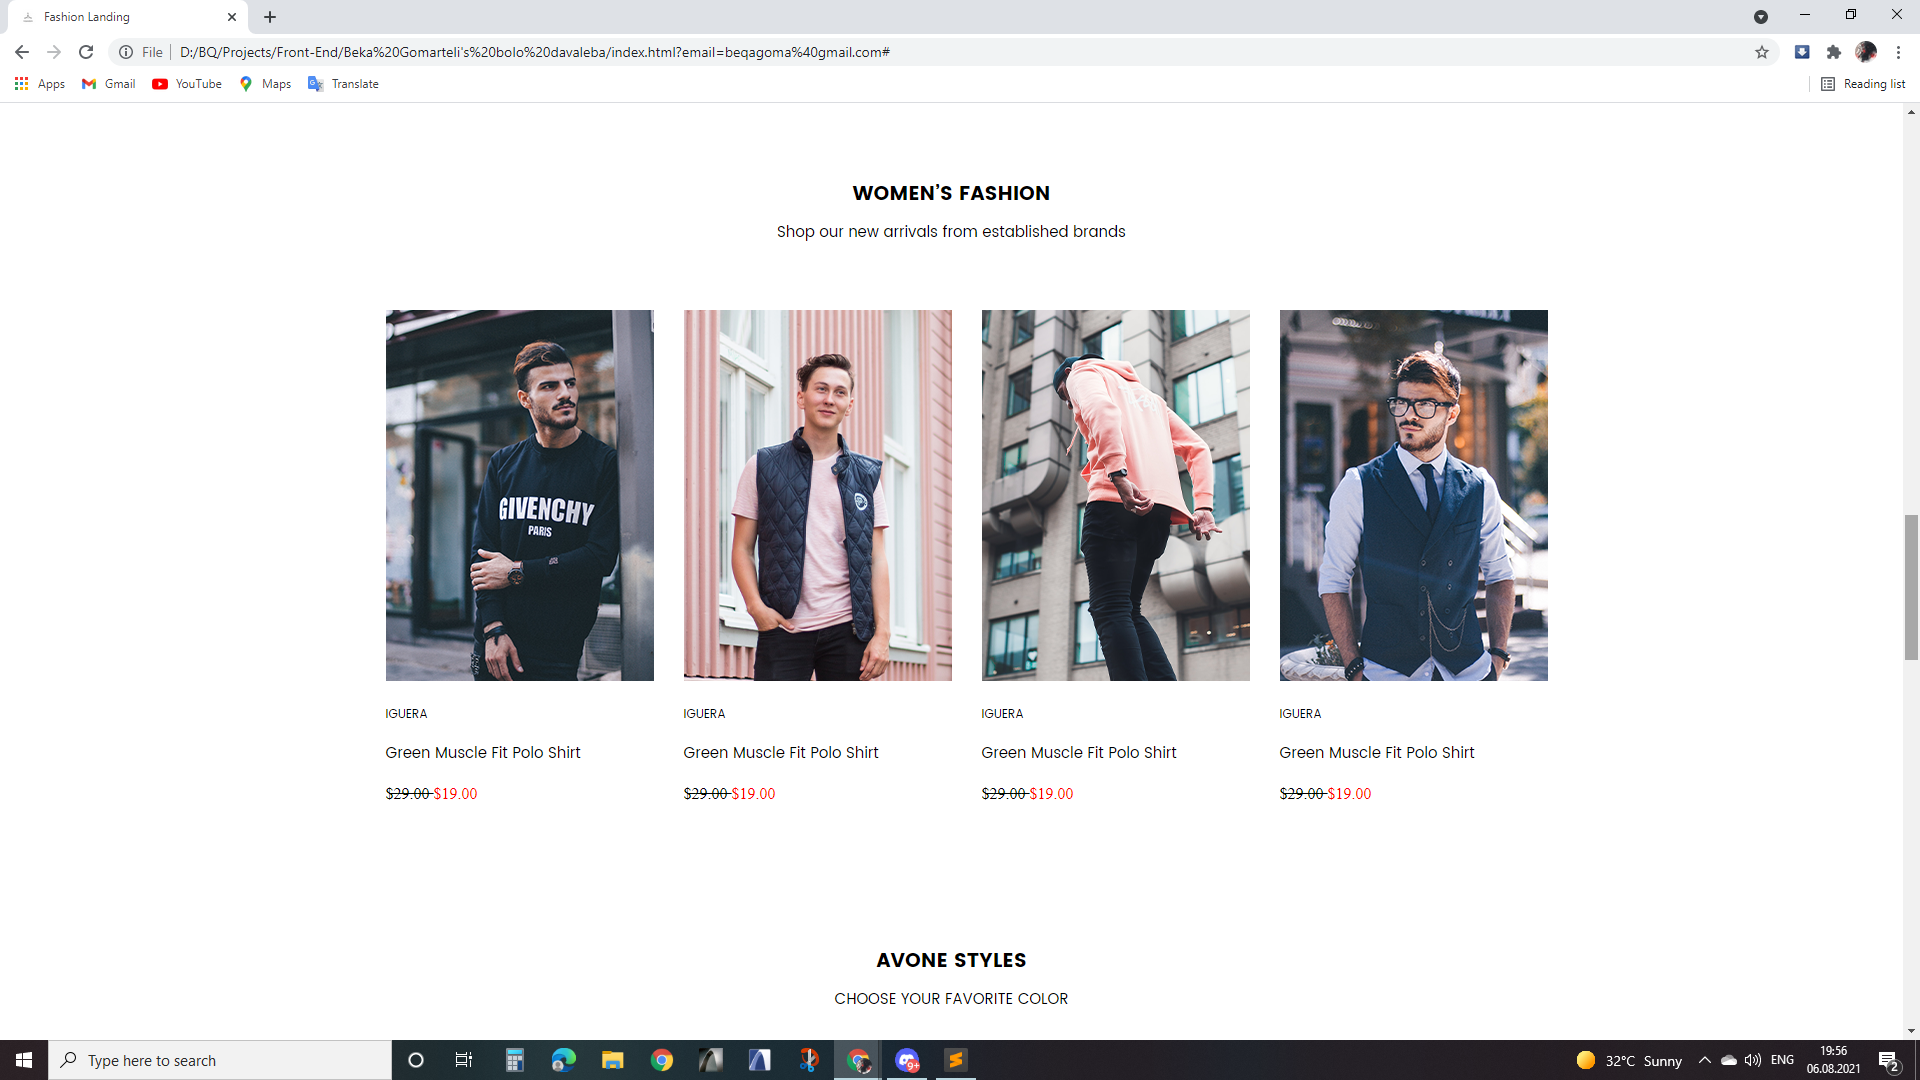 Fashion Landing
File
D:/BQ/Projects/Front-End/Beka%20Gomarteli's%20bolo%20davaleba/index.html?email=beqagoma%40gmail.com#
Apps
Gmail
YouTube
Maps
Translate
Reading list
WOMEN'S FASHION
Shop our new arrivals from established brands
GIVENCHY
PARIS
IGUERA
Green Muscle Fit Polo Shirt
$29.00 $19.00
IGUERA
Green Muscle Fit Polo Shirt
$29.00 $19.00
IGUERA
Green Muscle Fit Polo Shirt
$29.00 $19.00
IGUERA
Green Muscle Fit Polo Shirt
$29.00 $19.00
AVONE STYLES
CHOOSE YOUR FAVORITE COLOR
Type here to search
9+
32°C Sunny
ENG
19:56
06.08.2021
2